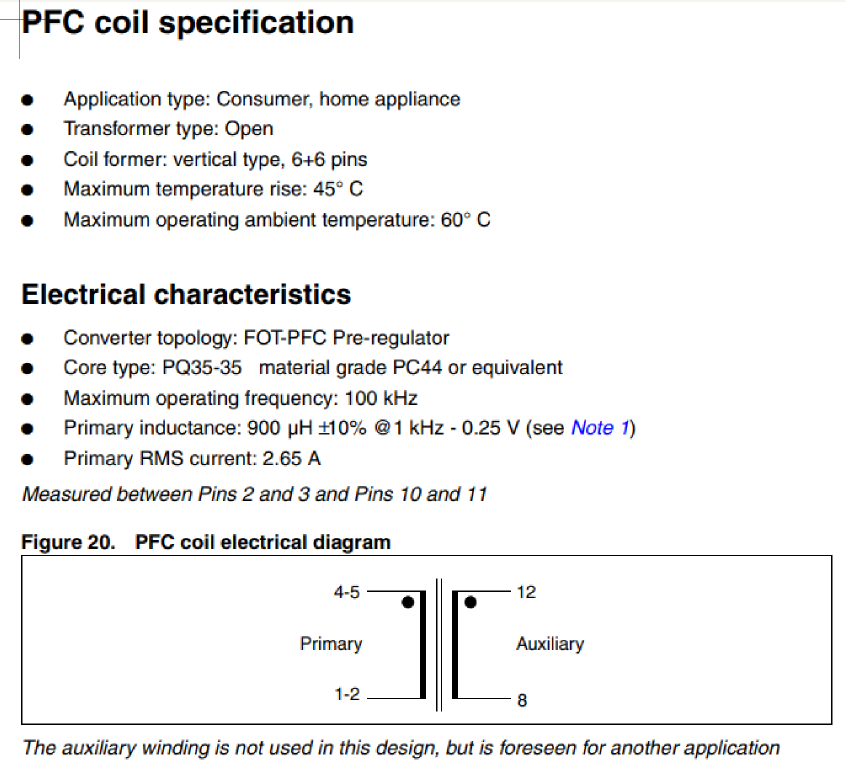 PFC coil specification
● Application type: Consumer, home appliance
● Transformer type: Open
● Coil former: vertical type, 6+6 pins
● Maximum temperature rise: 45° C
● Maximum operating ambient temperature: 60° C
Electrical characteristics
● Converter topology: FOT-PFC Pre-regulator
● Core type: PQ35-35 material grade PC44 or equivalent
● Maximum operating frequency: 100 kHz
● Primary inductance: 900 µH ±10% @1 kHz - 0.25 V (see Note 1)
● Primary RMS current: 2.65 A
Measured between Pins 2 and 3 and Pins 10 and 11
Figure 20. PFC coil electrical diagram
4-5 12
Primary Auxiliary
1-2 8
The auxiliary winding is not used in this design, but is foreseen for another application